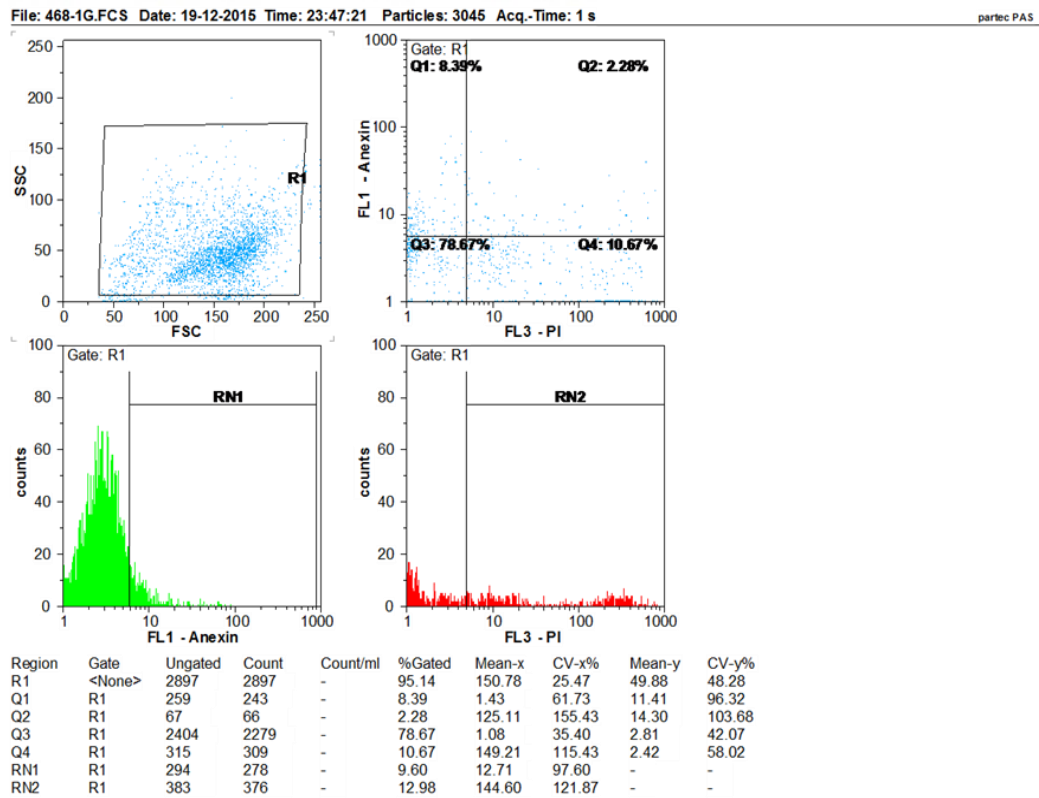 File: 468-1G.FCS Date: 19-12-2015 Time: 23:47:21 Particles: 3045 Acq.-Time: 1 s
partec PAS
250
200
150
100
50
0
SSC
R1
0 50 100 150 200 250
FSC
Gate: R1
Q1: 8.39% Q2: 2.28%
Q3: 78.67% Q4: 10.67%
1000
100
10
1
FL1 - Anexin
1 10 100 1000
FL3 - PI
Gate: R1
RN1
100
80
60
40
20
0
counts
1 10 100 1000
FL1 - Anexin
Gate: R1
RN2
100
80
60
40
20
0
counts
1 10 100 1000
FL3 - PI
Region Gate Ungated Count Count/ml %Gated Mean-x CV-x% Mean-y CV-y%
R1 <None> 2897 2897 - 95.14 150.78 25.47 49.88 48.28
Q1 R1 259 243 - 8.39 1.43 61.73 11.41 96.32
Q2 R1 67 66 - 2.28 125.11 155.43 14.30 103.68
Q3 R1 2404 2279 - 78.67 1.08 35.40 2.81 42.07
Q4 R1 315 309 - 10.67 149.21 115.43 2.42 58.02
RN1 R1 294 278 - 9.60 12.71 97.60 - -
RN2 R1 383 376 - 12.98 144.60 121.87 - -